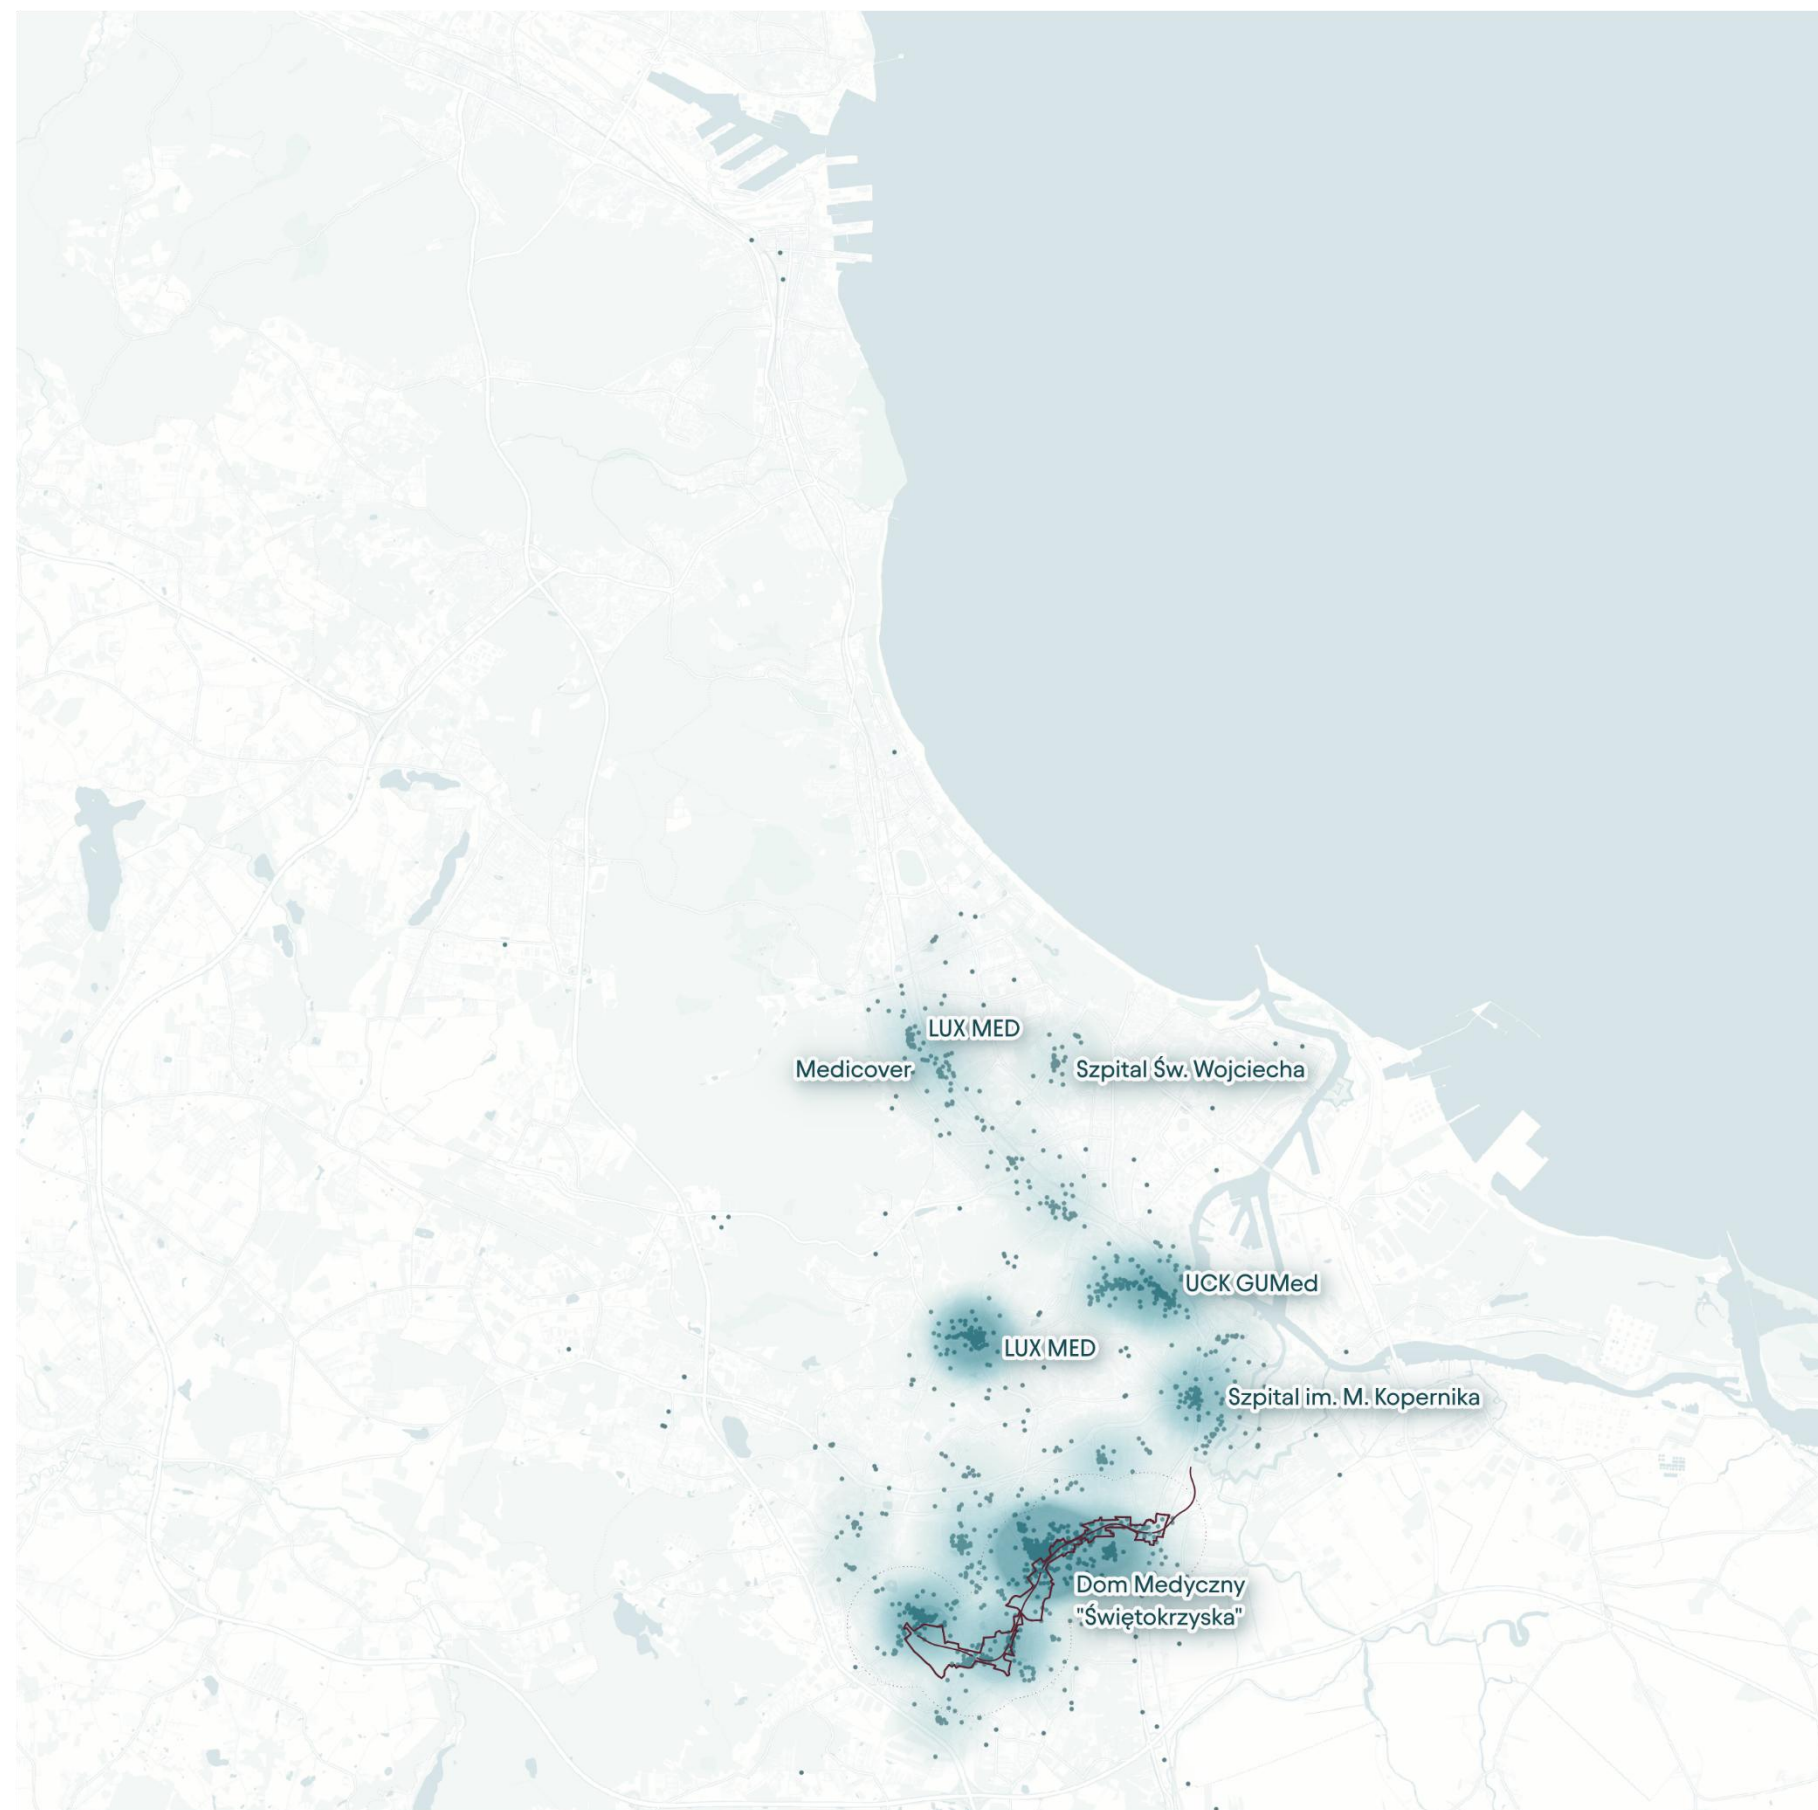 LUX MED
Medicover
Szpital Św. Wojciecha
UCK GUMed
LUX MED
Szpital im. M. Kopernika
Dom Medyczny
"Świętokrzyska"